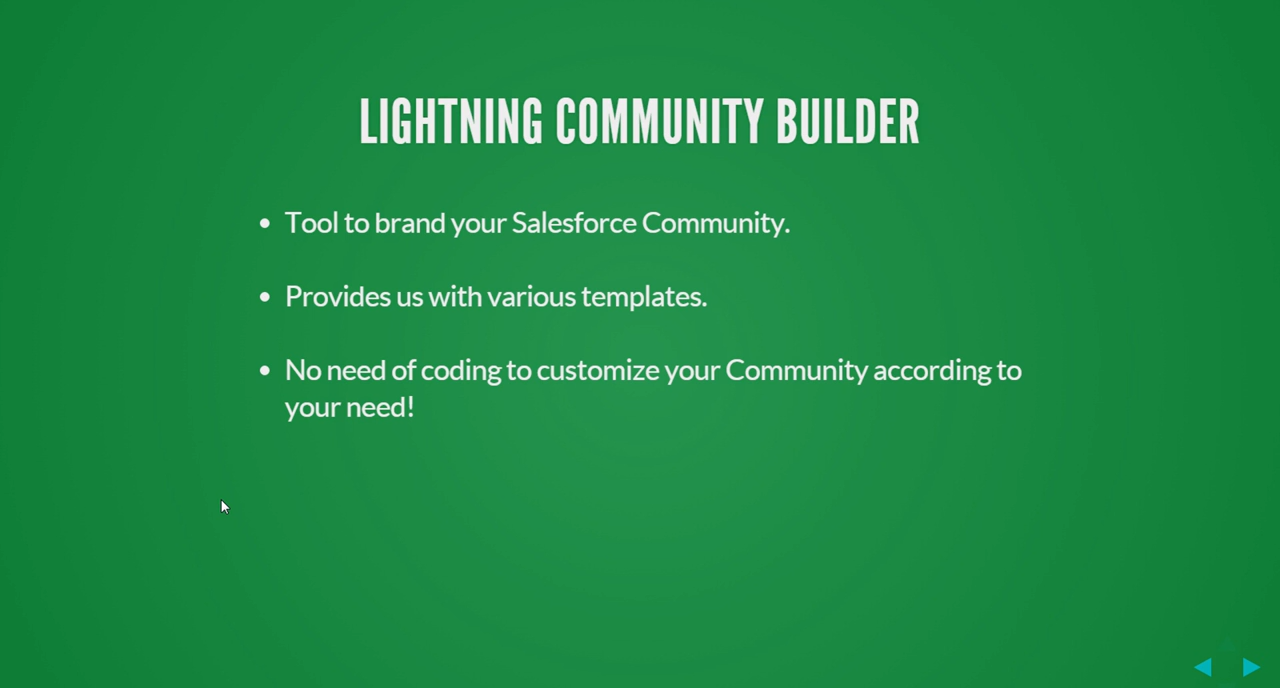 LIGHTNING COMMUNITY BUILDER
• Tool to brand your Salesforce Community.
• Provides us with various templates.
• No need of coding to customize your Community according to
your need!